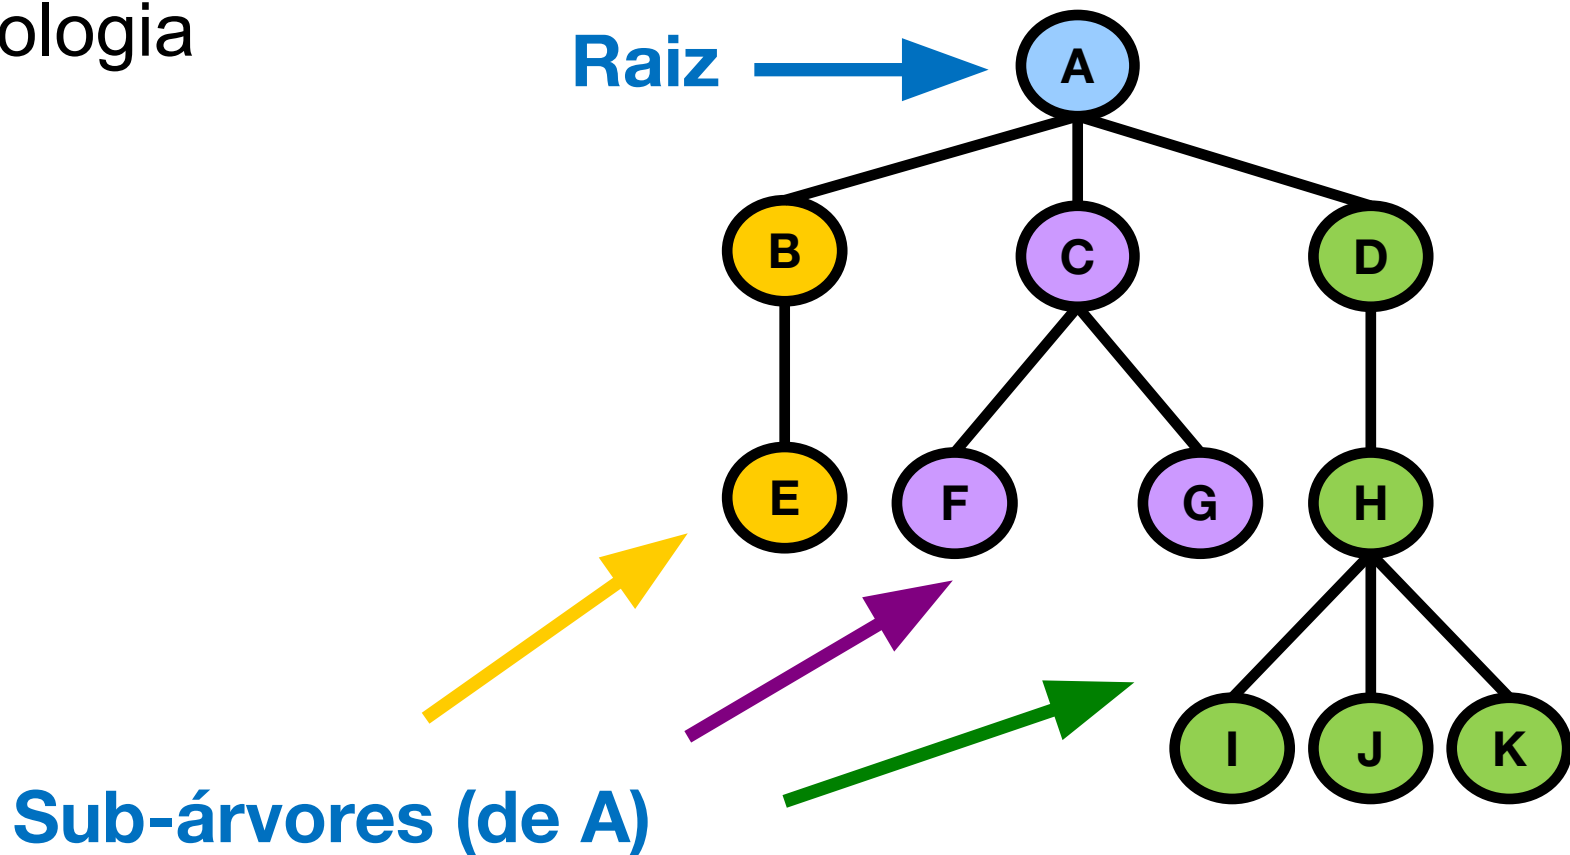 ologia
Raiz
A
B C D
E F G H
I J K
Sub-árvores (de A)